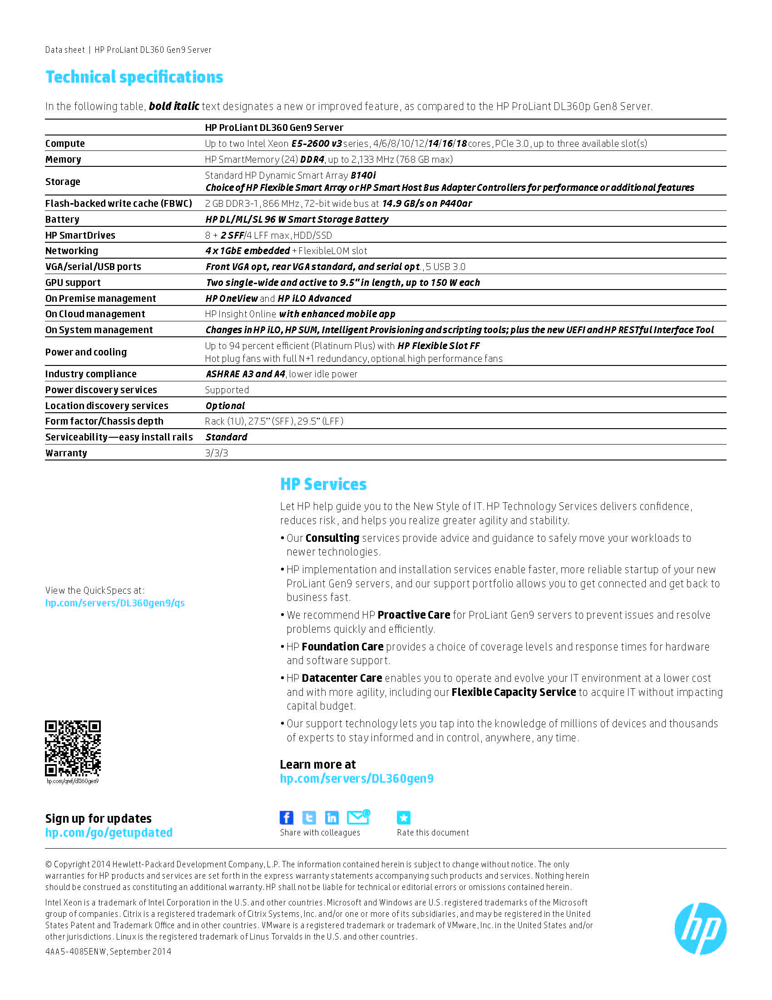 Data sheet | HP ProLiant DL360 Gen9 Server
Technical specifications
In the following table, bold italic text designates a new or improved feature, as compared to the HP ProLiant DL360p Gen8 Server.
HP ProLiant DL360 Gen9 Server
Compute Up to two Intel Xeon E5-2600 v3 series, 4/6/8/10/12/14/16/18 cores, PCIe 3.0, up to three available slot(s)
Memory HP SmartMemory (24) DDR4, up to 2,133 MHz (768 GB max)
Storage Standard HP Dynamic Smart Array B140i
Choice of HP Flexible Smart Array or HP Smart Host Bus Adapter Controllers for performance or additional features
Flash-backed write cache (FBWC) 2 GB DDR3-1,866 MHz, 72-bit wide bus at 14.9 GB/s on P440ar
Battery HP DL/ML/SL 96 W Smart Storage Battery
HP SmartDrives 8 + 2 SFF/4 LFF max, HDD/SSD
Networking 4 x 1GbE embedded + FlexibleLOM slot
VGA/serial/USB ports Front VGA opt, rear VGA standard, and serial opt., 5 USB 3.0
GPU support Two single-wide and active to 9.5" in length, up to 150 W each
On Premise management HP OneView and HP iLO Advanced
On Cloud management HP Insight Online with enhanced mobile app
On System management Changes in HP iLO, HP SUM, Intelligent Provisioning and scripting tools; plus the new UEFI and HP RESTful Interface Tool
Power and cooling Up to 94 percent efficient (Platinum Plus) with HP Flexible Slot FF
Hot plug fans with full N+1 redundancy, optional high performance fans
Industry compliance ASHRAE A3 and A4, lower idle power
Power discovery services Supported
Location discovery services Optional
Form factor/Chassis depth Rack (1U), 27.5" (SFF), 29.5" (LFF)
Serviceability—easy install rails Standard
Warranty 3/3/3
HP Services
Let HP help guide you to the New Style of IT. HP Technology Services delivers confidence,
reduces risk, and helps you realize greater agility and stability.
• Our Consulting services provide advice and guidance to safely move your workloads to
newer technologies.
• HP implementation and installation services enable faster, more reliable startup of your new
ProLiant Gen9 servers, and our support portfolio allows you to get connected and get back to
business fast.
• We recommend HP Proactive Care for ProLiant Gen9 servers to prevent issues and resolve
problems quickly and efficiently.
• HP Foundation Care provides a choice of coverage levels and response times for hardware
and software support.
• HP Datacenter Care enables you to operate and evolve your IT environment at a lower cost
and with more agility, including our Flexible Capacity Service to acquire IT without impacting
capital budget.
• Our support technology lets you tap into the knowledge of millions of devices and thousands
of experts to stay informed and in control, anywhere, any time.
Learn more at
hp.com/servers/DL360gen9
View the QuickSpecs at:
hp.com/servers/DL360gen9/qs
hp.com/qref/dl360gen9
Sign up for updates
hp.com/go/getupdated
Share with colleagues
Rate this document
© Copyright 2014 Hewlett-Packard Development Company, L.P. The information contained herein is subject to change without notice. The only
warranties for HP products and services are set forth in the express warranty statements accompanying such products and services. Nothing herein
should be construed as constituting an additional warranty. HP shall not be liable for technical or editorial errors or omissions contained herein.
Intel Xeon is a trademark of Intel Corporation in the U.S. and other countries. Microsoft and Windows are U.S. registered trademarks of the Microsoft
group of companies. Citrix is a registered trademark of Citrix Systems, Inc. and/or one or more of its subsidiaries, and may be registered in the United
States Patent and Trademark Office and in other countries. VMware is a registered trademark or trademark of VMware, Inc. in the United States and/or
other jurisdictions. Linux is the registered trademark of Linus Torvalds in the U.S. and other countries.
4AA5-4085ENW, September 2014
hp